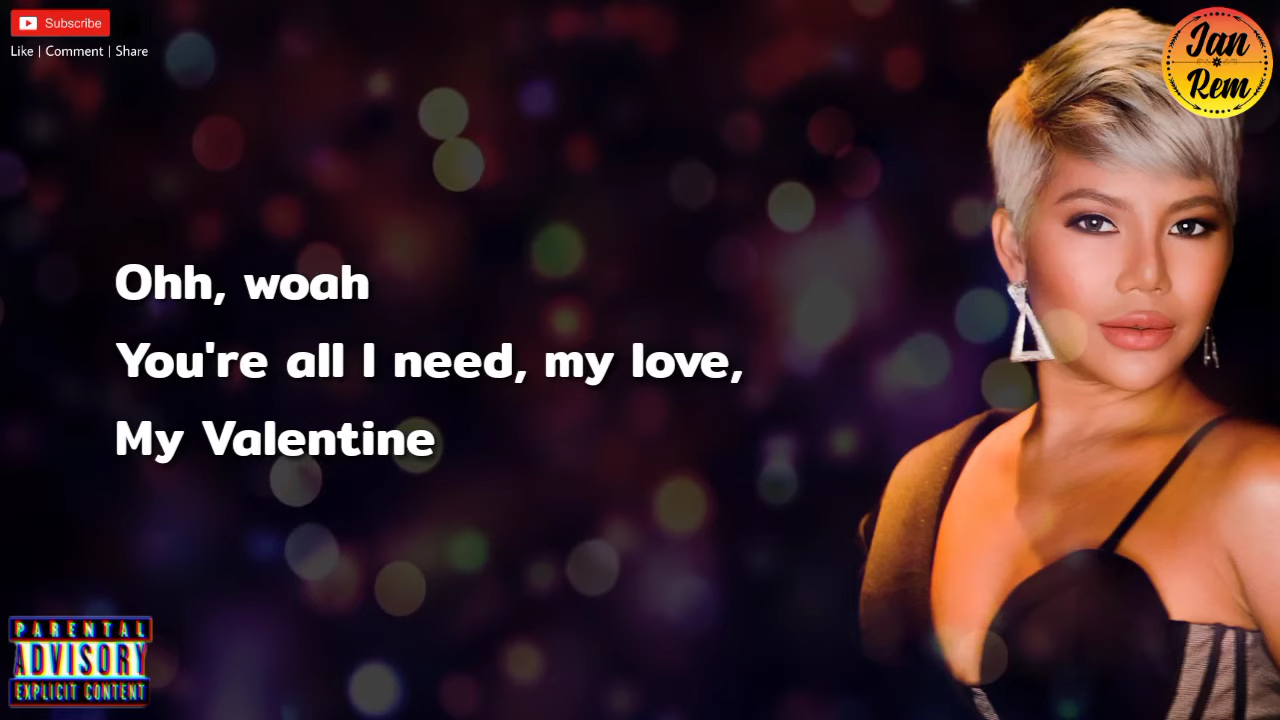 Subscribe
Like | Comment | Share
Jan
Rem
Ohh, woah
You're all I need, my love,
My Valentine
PARENTAL
ADVISORY
EXPLICIT CONTENT